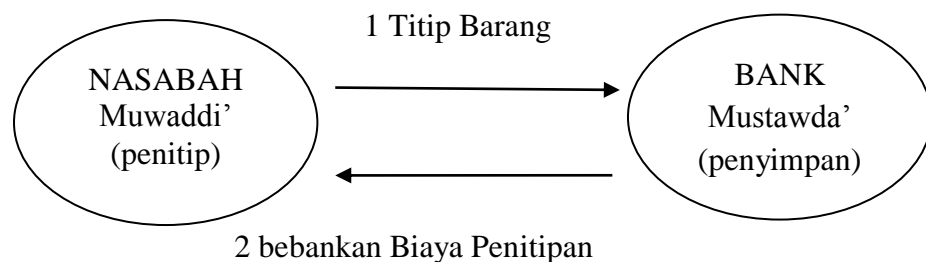 1 Titip Barang
NASABAH
Muwaddi’
(penitip)
BANK
Mustawda’
(penyimpan)
2 bebankan Biaya Penitipan